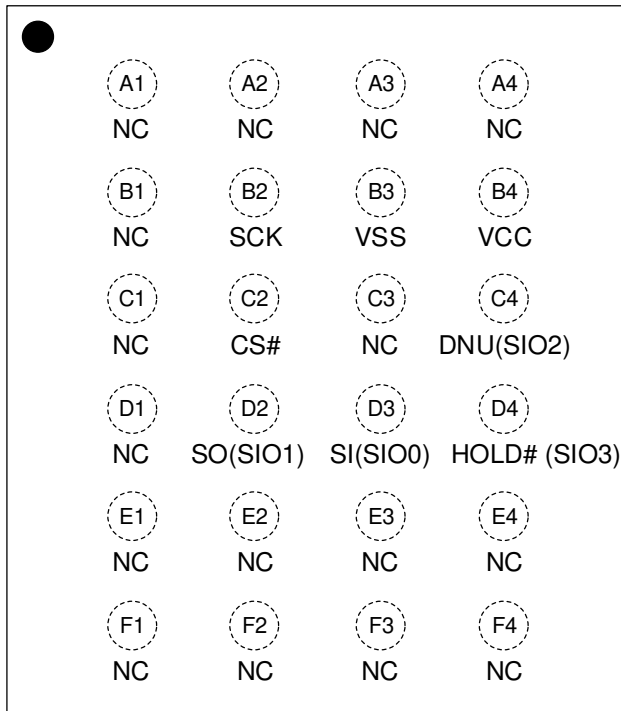 A1 A2 A3 A4
NC NC NC NC
B1 B2 B3 B4
NC SCK VSS VCC
C1 C2 C3 C4
NC CS# NC DNU(SIO2)
D1 D2 D3 D4
NC SO(SIO1) SI(SIO0) HOLD# (SIO3)
E1 E2 E3 E4
NC NC NC NC
F1 F2 F3 F4
NC NC NC NC